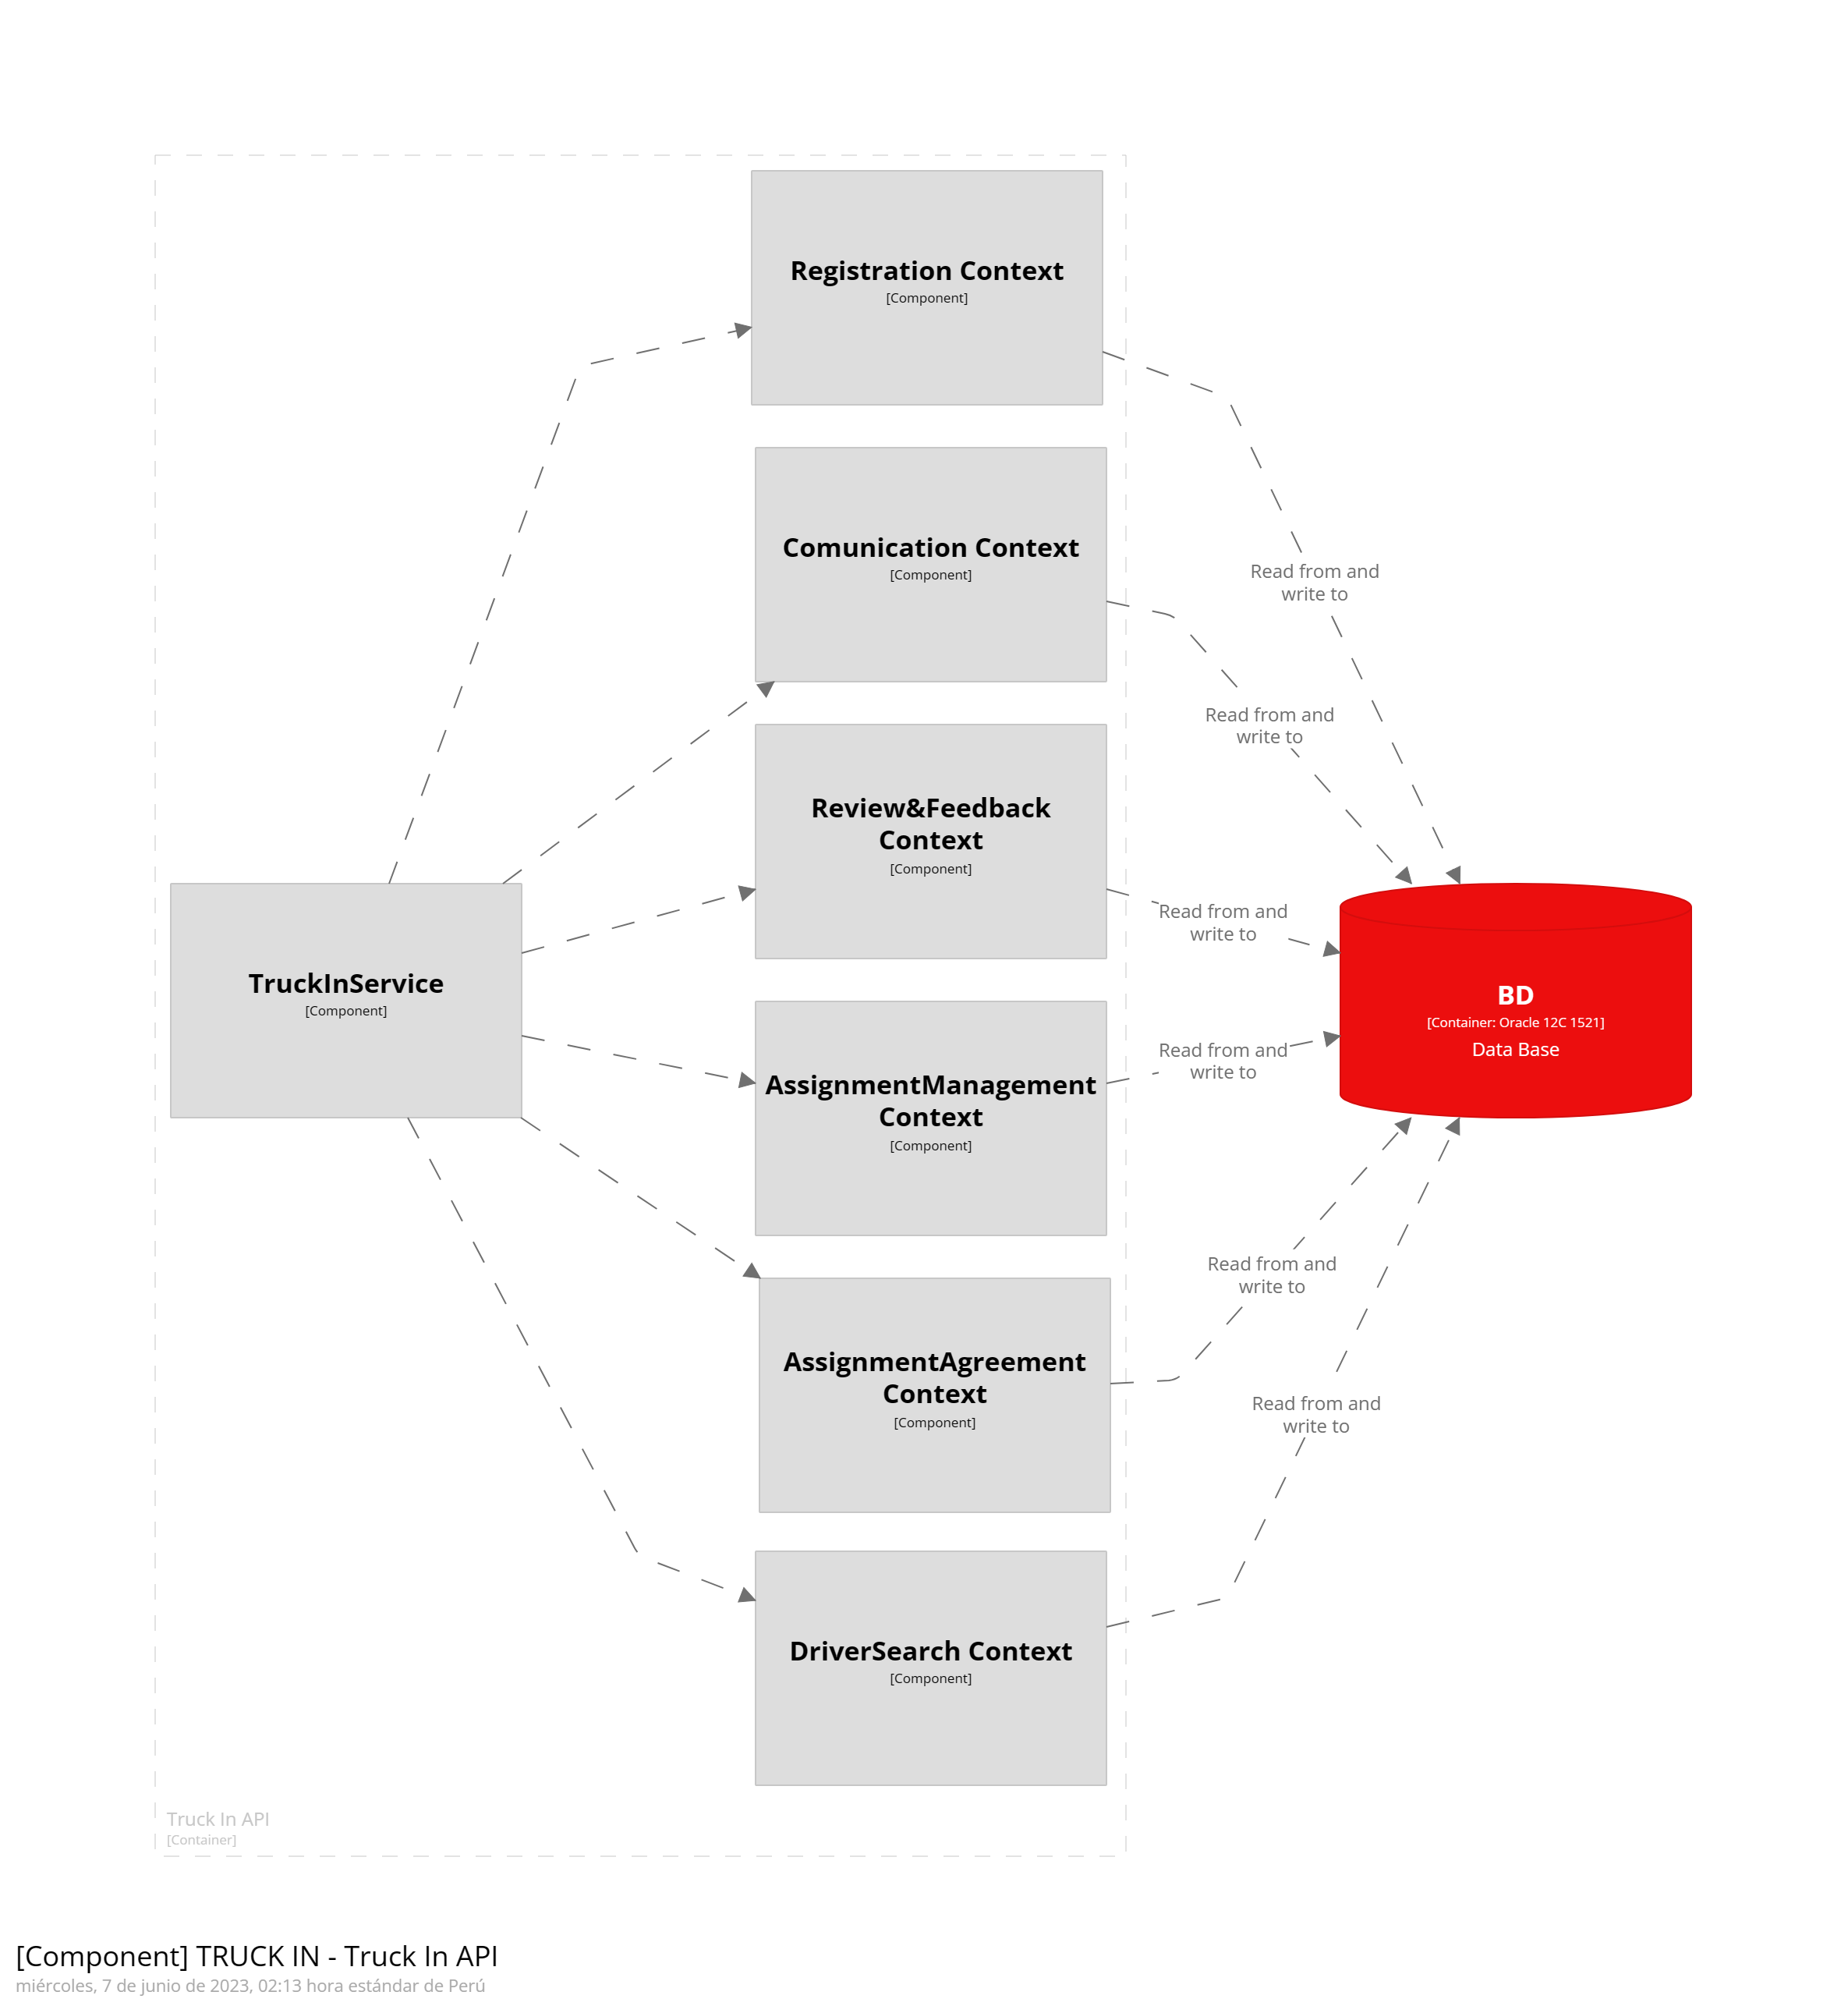 Registration Context
[Component]
Comunication Context
[Component]
Read from and
write to
Read from and
write to
Review&Feedback
Context
[Component]
Read from and
write to
TruckInService
[Component]
BD
[Container: Oracle 12C 1521]
Data Base
AssignmentManagement
Context
[Component]
Read from and
write to
AssignmentAgreement
Context
[Component]
Read from and
write to
Read from and
write to
DriverSearch Context
[Component]
Truck In API
[Container]
[Component] TRUCK IN - Truck In API
miércoles, 7 de junio de 2023, 02:13 hora estándar de Perú